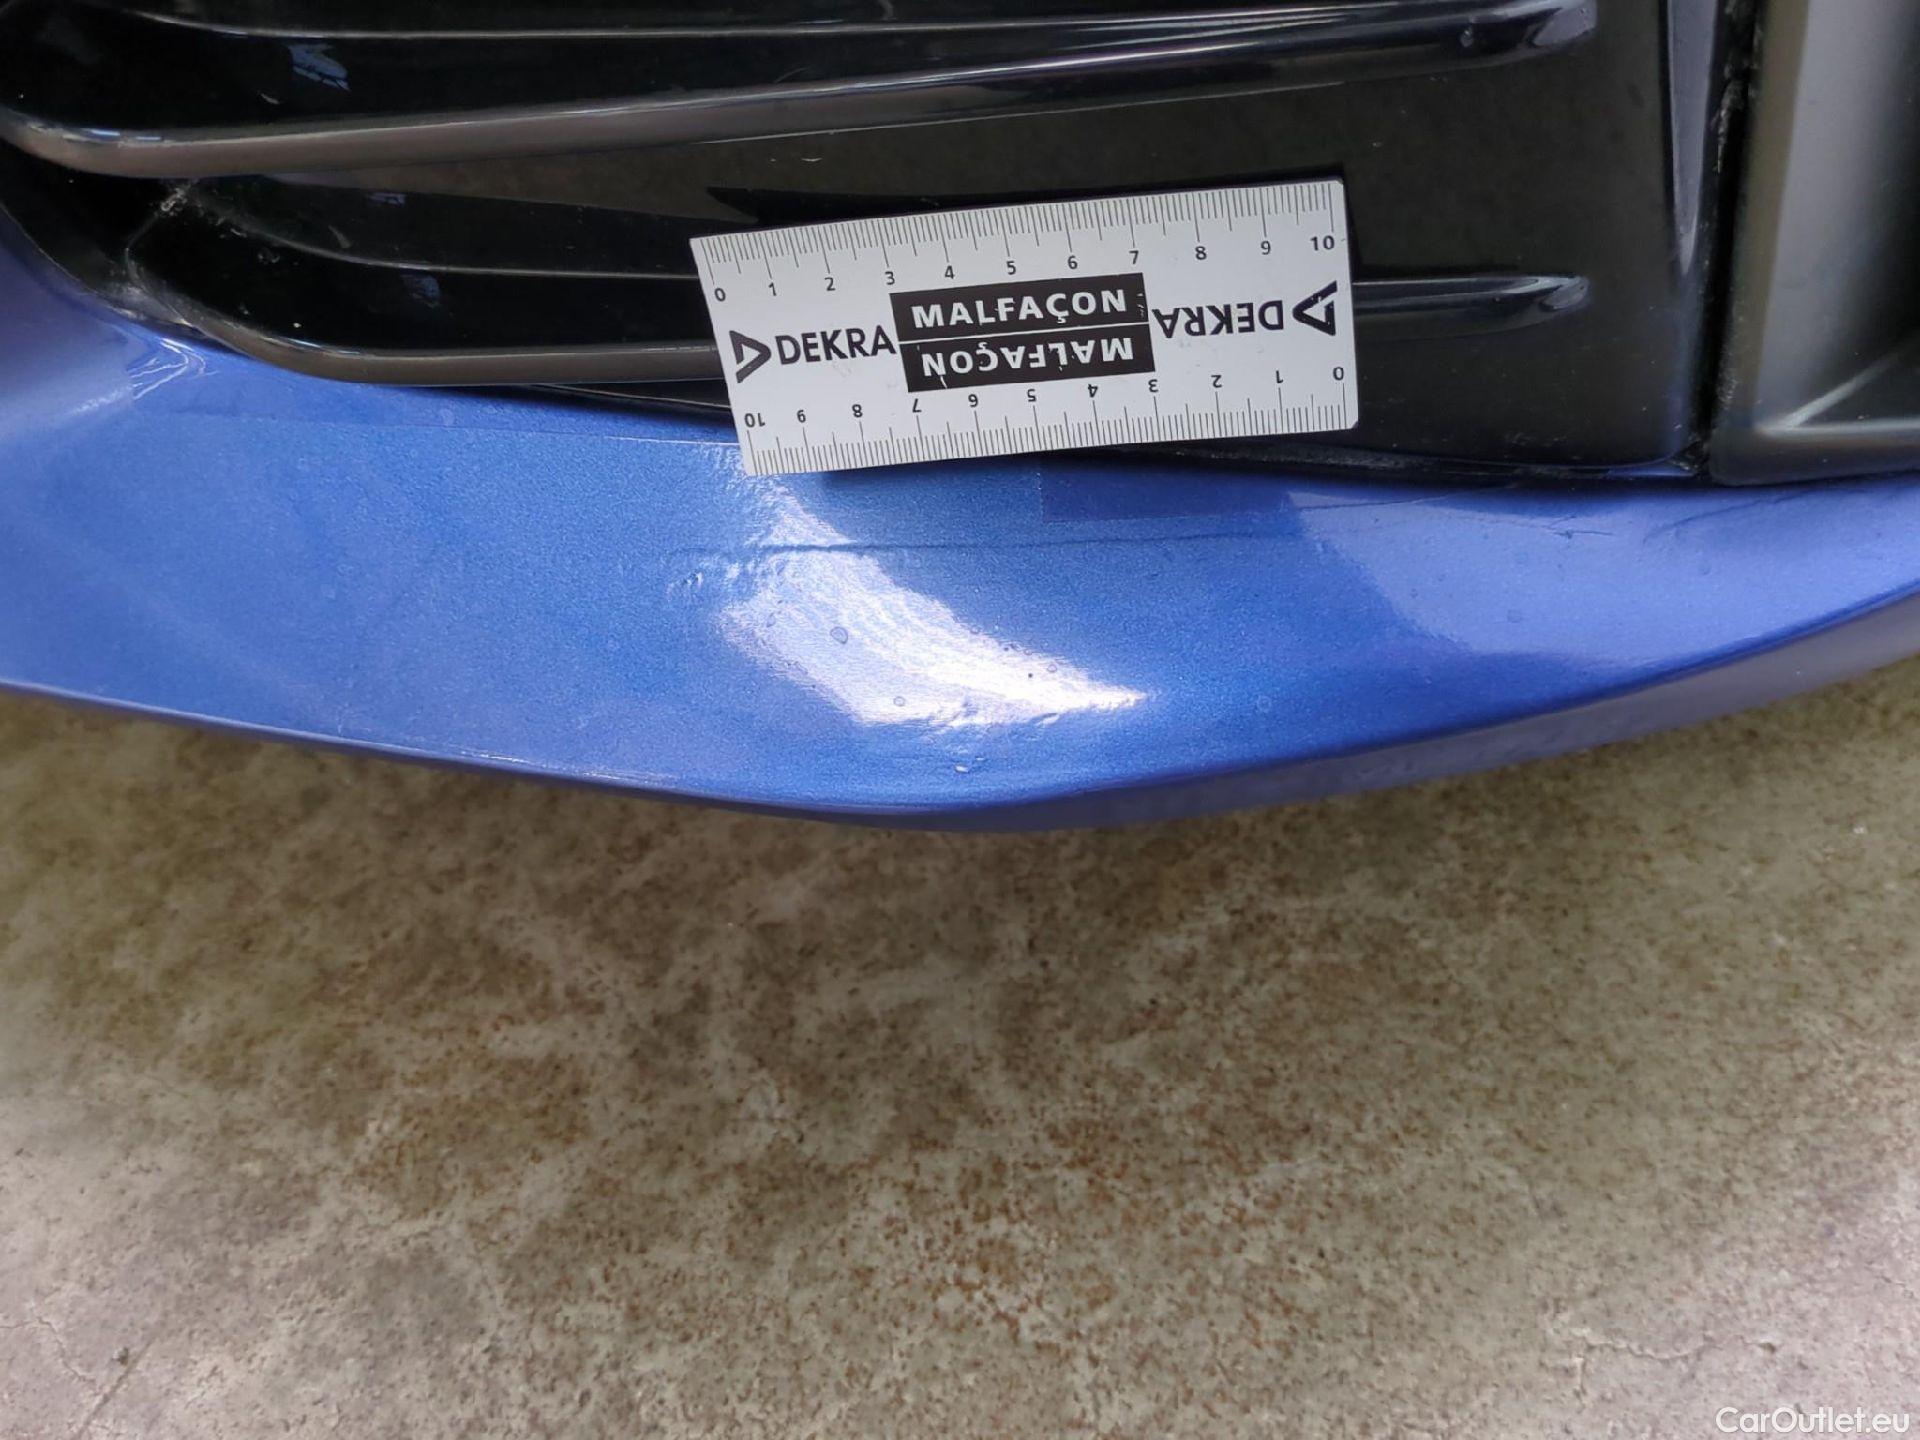 0 1 2 3 4 5 6 7 8 9 10
MALFAÇON
DEKRA
DEKRA
MALFAÇON
10 9 8 7 6 5 4 3 2 1 0
CarOutlet.eu